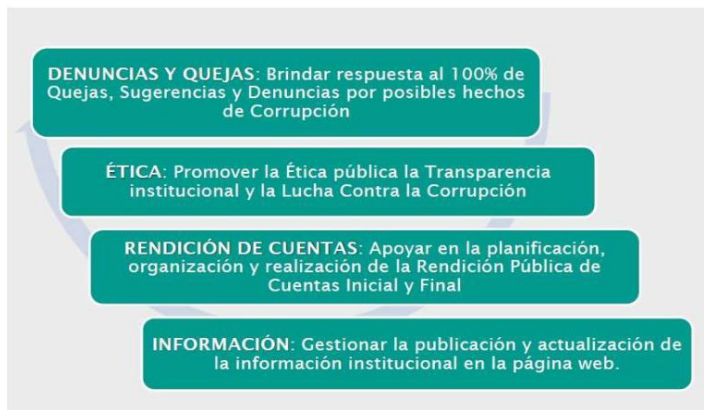 DENUNCIAS Y QUEJAS: Brindar respuesta al 100% de
Quejas, Sugerencias y Denuncias por posibles hechos
de Corrupción
ÉTICA: Promover la Ética pública la Transparencia
institucional y la Lucha Contra la Corrupción
RENDICIÓN DE CUENTAS: Apoyar en la planificación,
organización y realización de la Rendición Pública de
Cuentas Inicial y Final
INFORMACIÓN: Gestionar la publicación y actualización de
la información institucional en la página web.